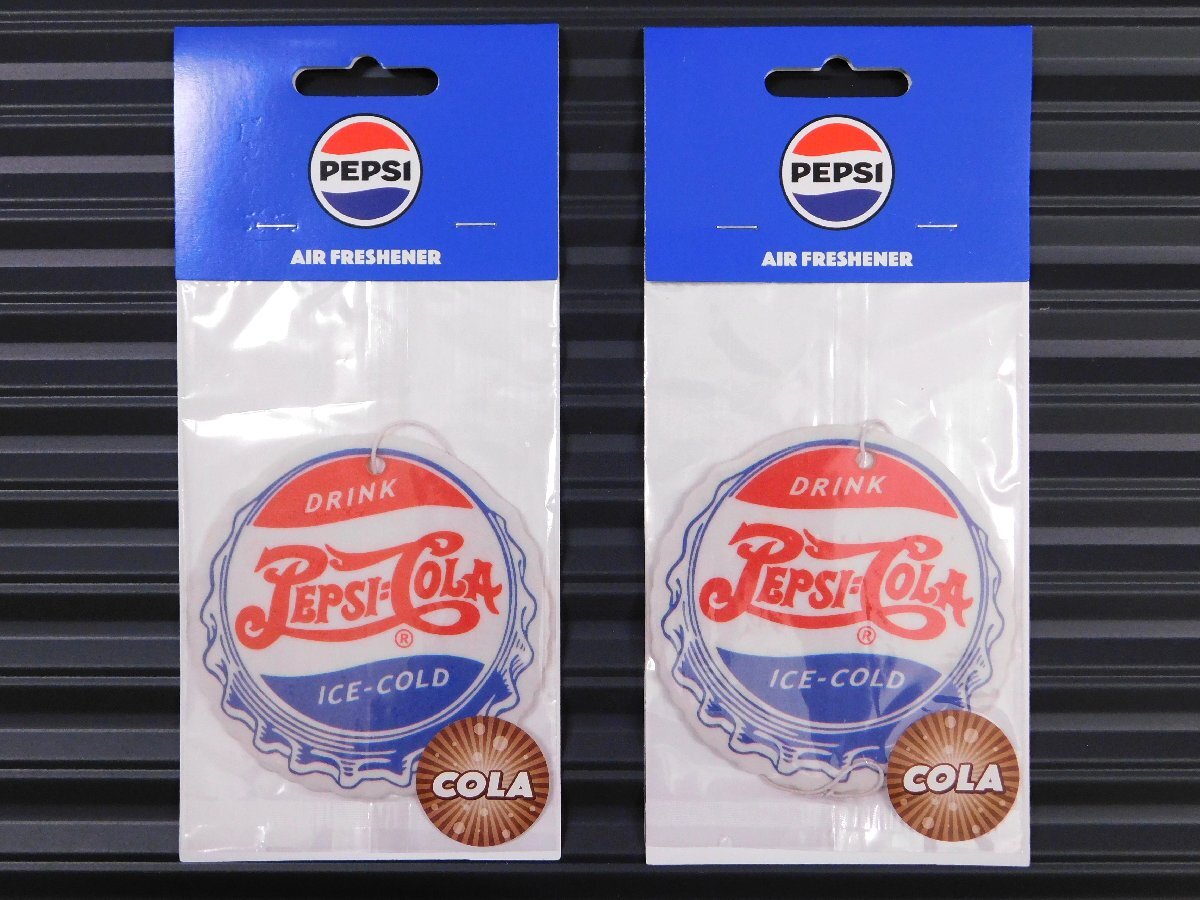 PEPSI
AIR FRESHENER
DRINK
PEPSI=COLA
®
ICE-COLD
COLA
PEPSI
AIR FRESHENER
DRINK
PEPSI=COLA
®
ICE-COLD
COLA